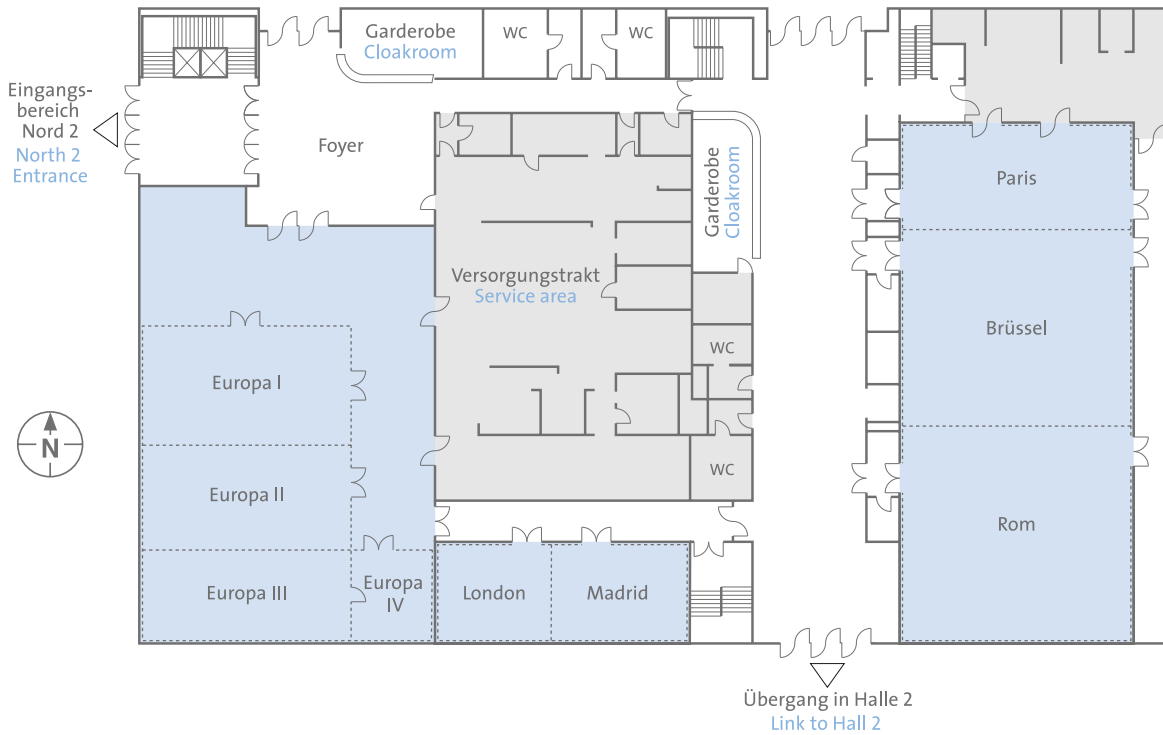 Garderobe
Cloakroom
WC
WC
Eingangs-
bereich
Nord 2
North 2
Entrance
Foyer
Garderobe
Cloakroom
Paris
Versorgungstrakt
Service area
Brüssel
WC
Europa I
N
Europa II
WC
Rom
Europa III
Europa
IV
London
Madrid
Übergang in Halle 2
Link to Hall 2